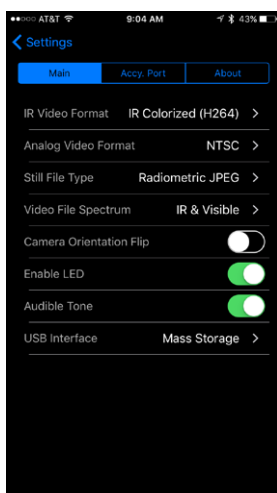 AT&T 9:04 AM 43%
Settings
Main Accy. Port About
IR Video Format IR Colorized (H264)
Analog Video Format NTSC
Still File Type Radiometric JPEG
Video File Spectrum IR & Visible
Camera Orientation Flip
Enable LED
Audible Tone
USB Interface Mass Storage